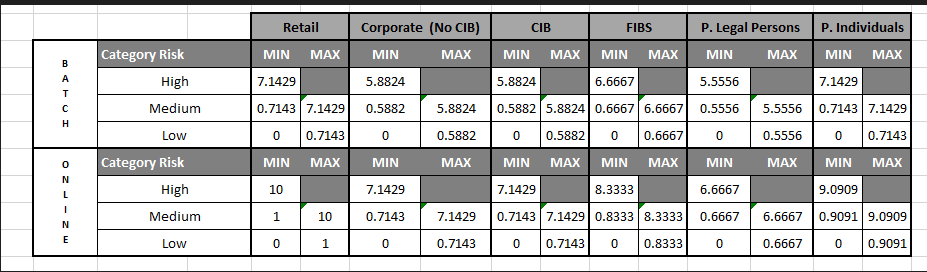 Retail Corporate (No CIB) CIB FIBS P. Legal Persons P. Individuals
BATCH
Category Risk MIN MAX MIN MAX MIN MAX MIN MAX MIN MAX MIN MAX
High 7.1429 5.8824 5.8824 6.6667 5.5556 7.1429
Medium 0.7143 7.1429 0.5882 5.8824 0.5882 5.8824 0.6667 6.6667 0.5556 5.5556 0.7143 7.1429
Low 0 0.7143 0 0.5882 0 0.5882 0 0.6667 0 0.5556 0 0.7143
ONLINE
Category Risk MIN MAX MIN MAX MIN MAX MIN MAX MIN MAX MIN MAX
High 10 7.1429 7.1429 8.3333 6.6667 9.0909
Medium 1 10 0.7143 7.1429 0.7143 7.1429 0.8333 8.3333 0.6667 6.6667 0.9091 9.0909
Low 0 1 0 0.7143 0 0.7143 0 0.8333 0 0.6667 0 0.9091